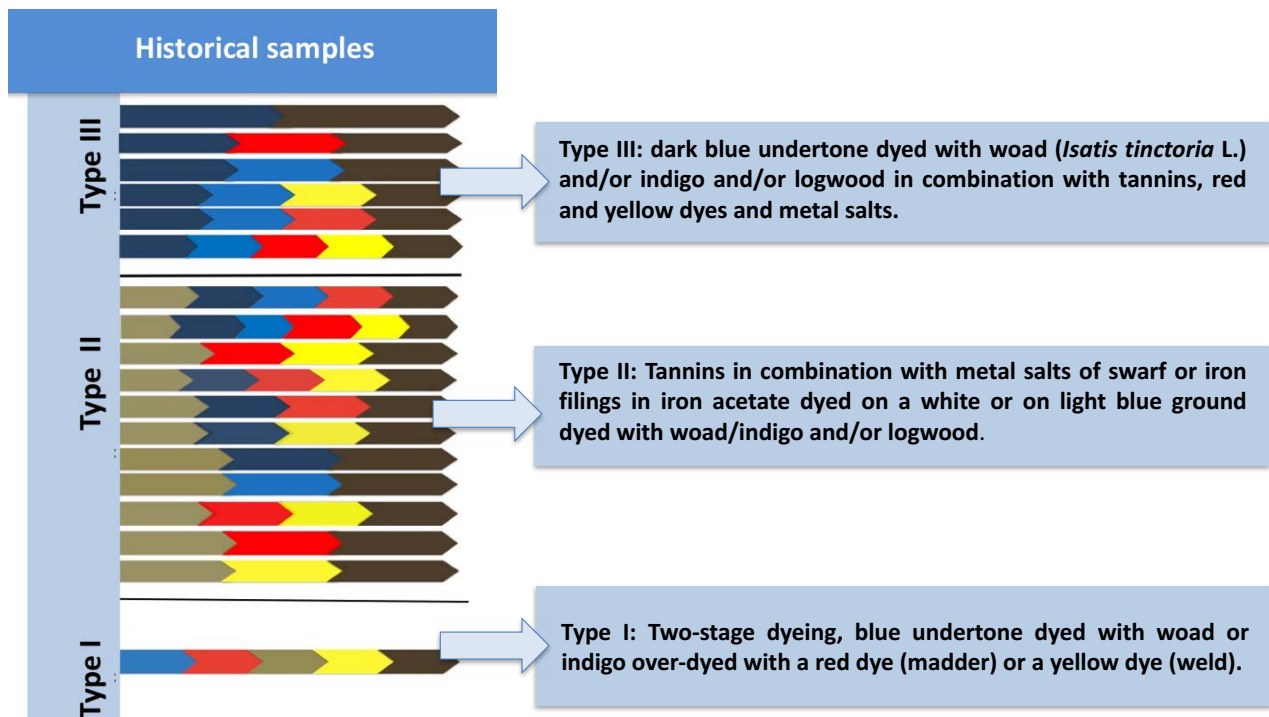 Historical samples
Type III
Type III: dark blue undertone dyed with woad (Isatis tinctoria L.)
and/or indigo and/or logwood in combination with tannins, red
and yellow dyes and metal salts.
Type II
Type II: Tannins in combination with metal salts of swarf or iron
filings in iron acetate dyed on a white or on light blue ground
dyed with woad/indigo and/or logwood.
Type I
Type I: Two-stage dyeing, blue undertone dyed with woad or
indigo over-dyed with a red dye (madder) or a yellow dye (weld).